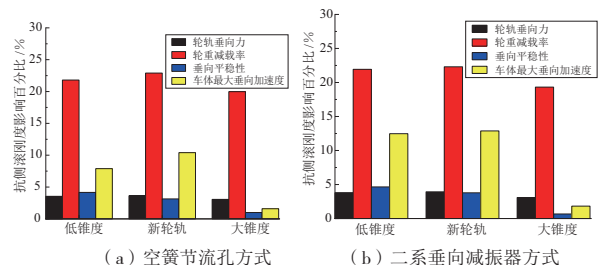 抗侧滚刚度影响百分比/%
30
25
20
15
10
5
0
轮轨垂向力
轮重减载率
垂向平稳性
车体最大垂向加速度
低锥度 新轮轨 大锥度
(a)空簧节流孔方式
抗侧滚刚度影响百分比/%
30
25
20
15
10
5
0
轮轨垂向力
轮重减载率
垂向平稳性
车体最大垂向加速度
低锥度 新轮轨 大锥度
(b)二系垂向减振器方式